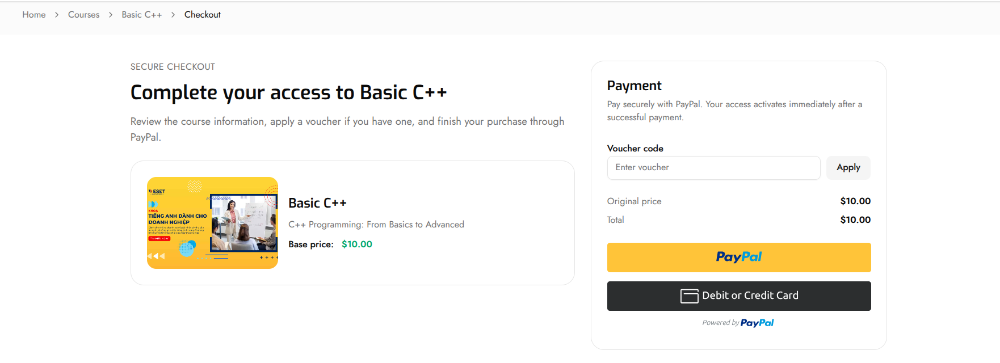 Home > Courses > Basic C++ > Checkout
SECURE CHECKOUT
Complete your access to Basic C++
Review the course information, apply a voucher if you have one, and finish your purchase through
PayPal.
WESET
KHÓA
TIẾNG ANH DÀNH CHO
DOANH NGHIỆP
TÌM HIỂU NGAY
Basic C++
C++ Programming: From Basics to Advanced
Base price: $10.00
Payment
Pay securely with PayPal. Your access activates immediately after a
successful payment.
Voucher code
Enter voucher
Apply
Original price $10.00
Total $10.00
PayPal
Debit or Credit Card
Powered by PayPal